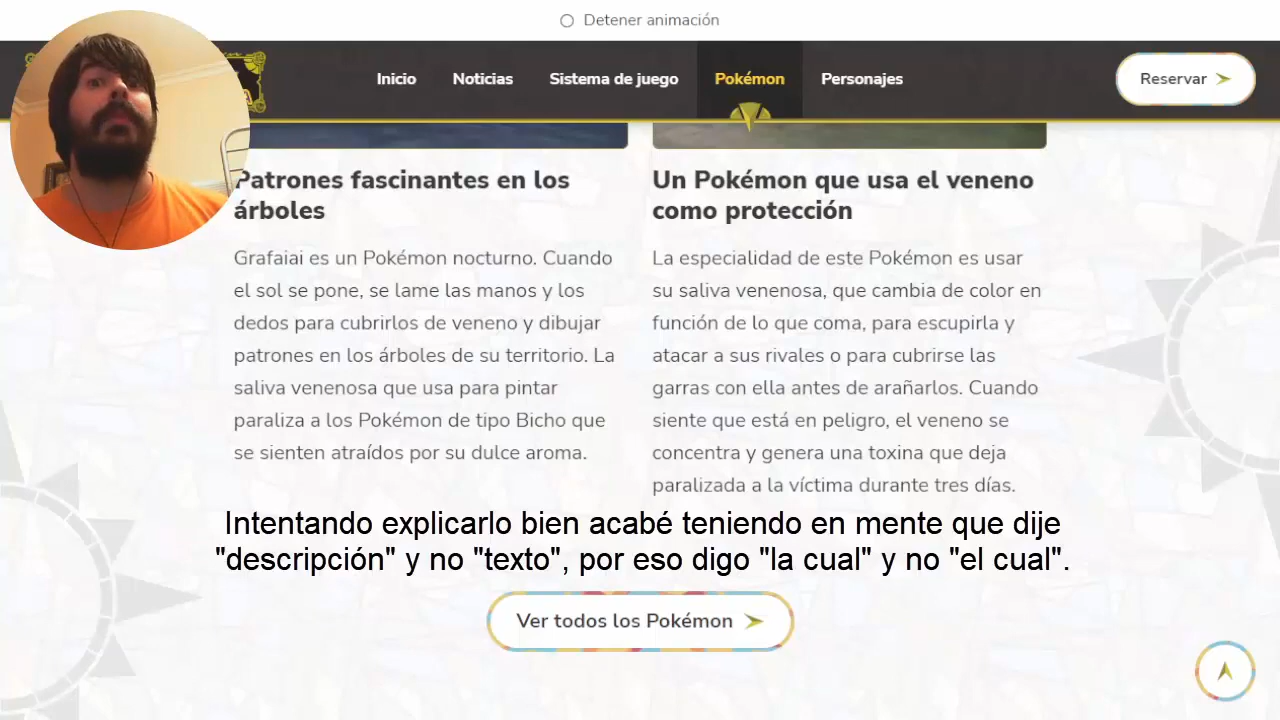 Detener animación
Inicio
Noticias
Sistema de juego
Pokémon
Personajes
Reservar
Patrones fascinantes en los
árboles
Grafaiai es un Pokémon nocturno. Cuando
el sol se pone, se lame las manos y los
dedos para cubrirlos de veneno y dibujar
patrones en los árboles de su territorio. La
saliva venenosa que usa para pintar
paraliza a los Pokémon de tipo Bicho que
se sienten atraídos por su dulce aroma.
Un Pokémon que usa el veneno
como protección
La especialidad de este Pokémon es usar
su saliva venenosa, que cambia de color en
función de lo que coma, para escupirla y
atacar a sus rivales o para cubrirse las
garras con ella antes de arañarlos. Cuando
siente que está en peligro, el veneno se
concentra y genera una toxina que deja
paralizada a la víctima durante tres días.
Intentando explicarlo bien acabé teniendo en mente que dije
"descripción" y no "texto", por eso digo "la cual" y no "el cual".
Ver todos los Pokémon